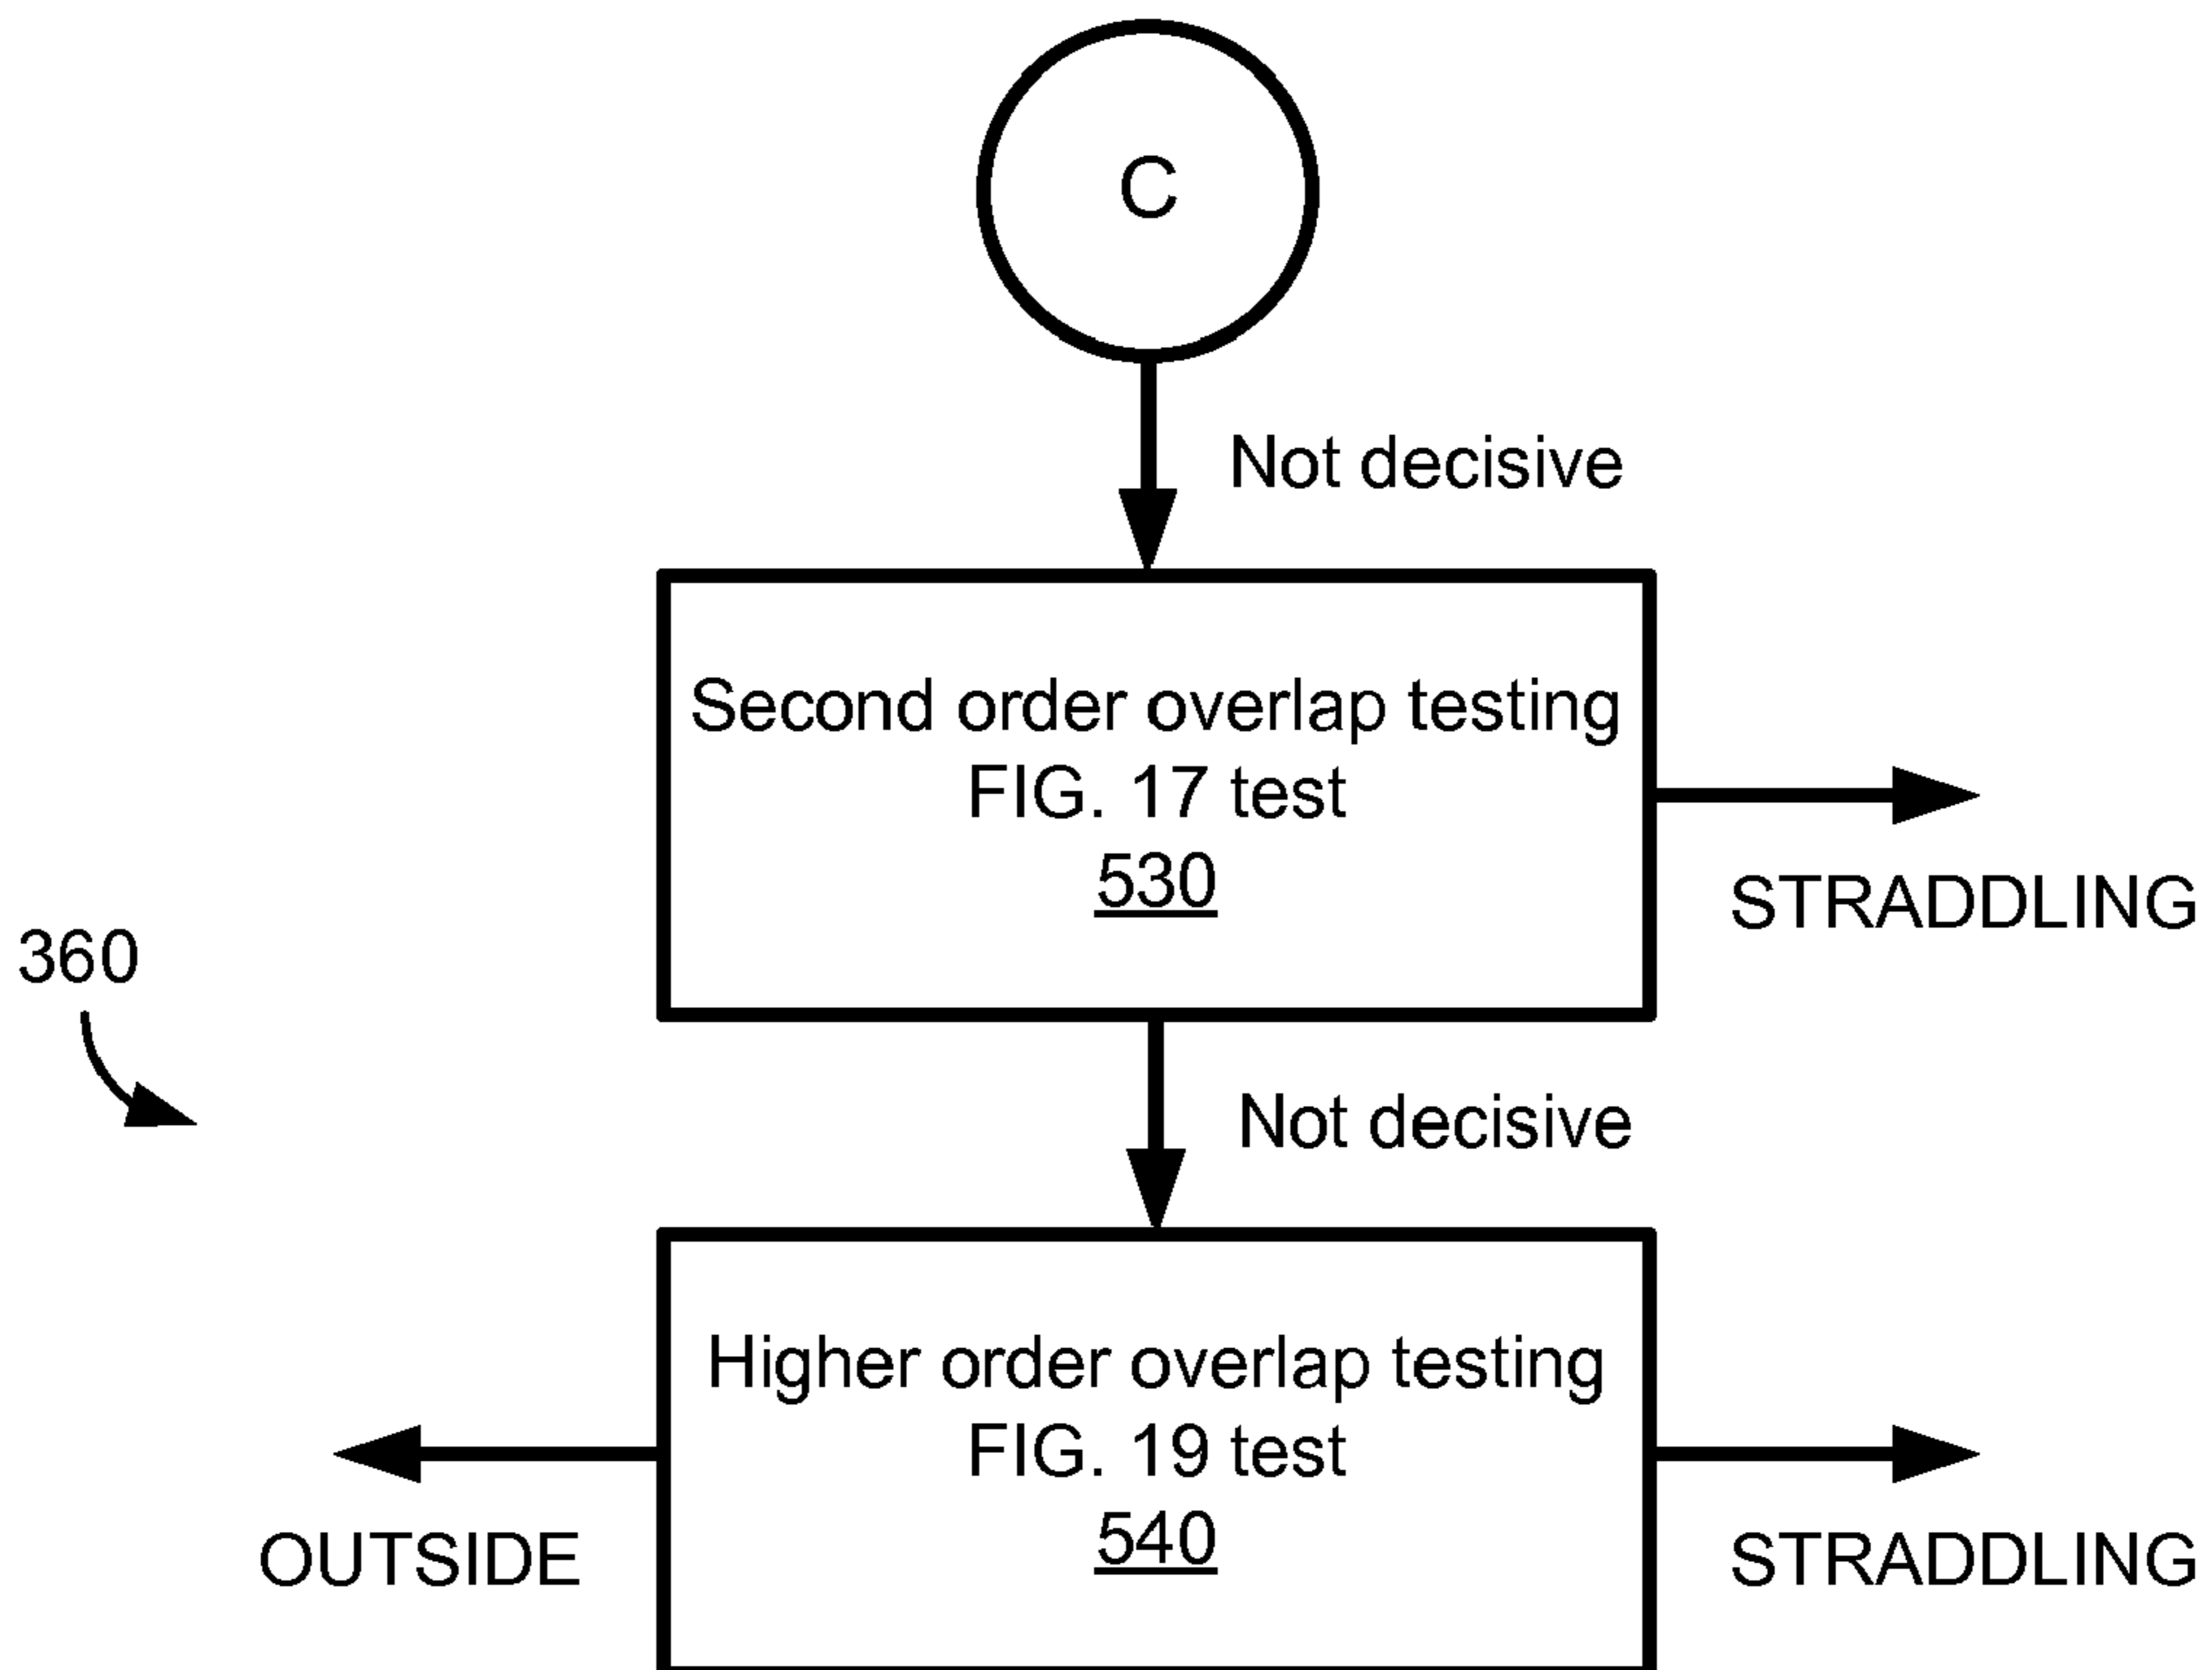 C
Not decisive
Second order overlap testing
FIG. 17 test
530
STRADDLING
360
Not decisive
Higher order overlap testing
FIG. 19 test
540
OUTSIDE
STRADDLING